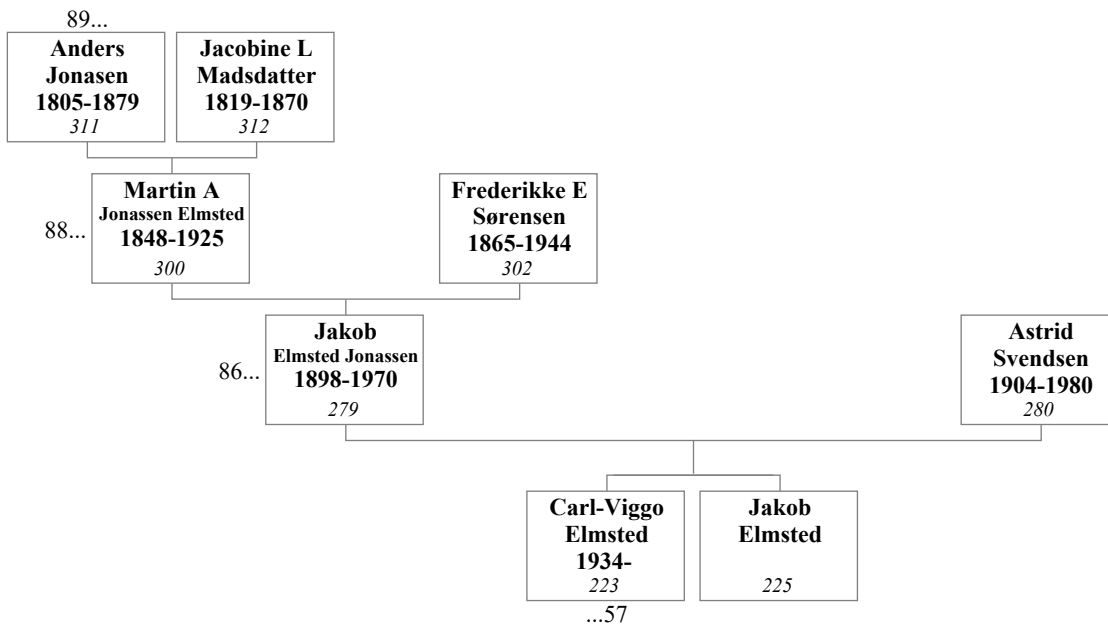 89...
Anders
Jonasen
1805-1879
311
Jacobine L
Madsdatter
1819-1870
312
88...
Martin A
Jonassen Elmsted
1848-1925
300
Frederikke E
Sørensen
1865-1944
302
86...
Jakob
Elmsted Jonassen
1898-1970
279
Astrid
Svendsen
1904-1980
280
Carl-Viggo
Elmsted
1934-
223
...57
Jakob
Elmsted
225